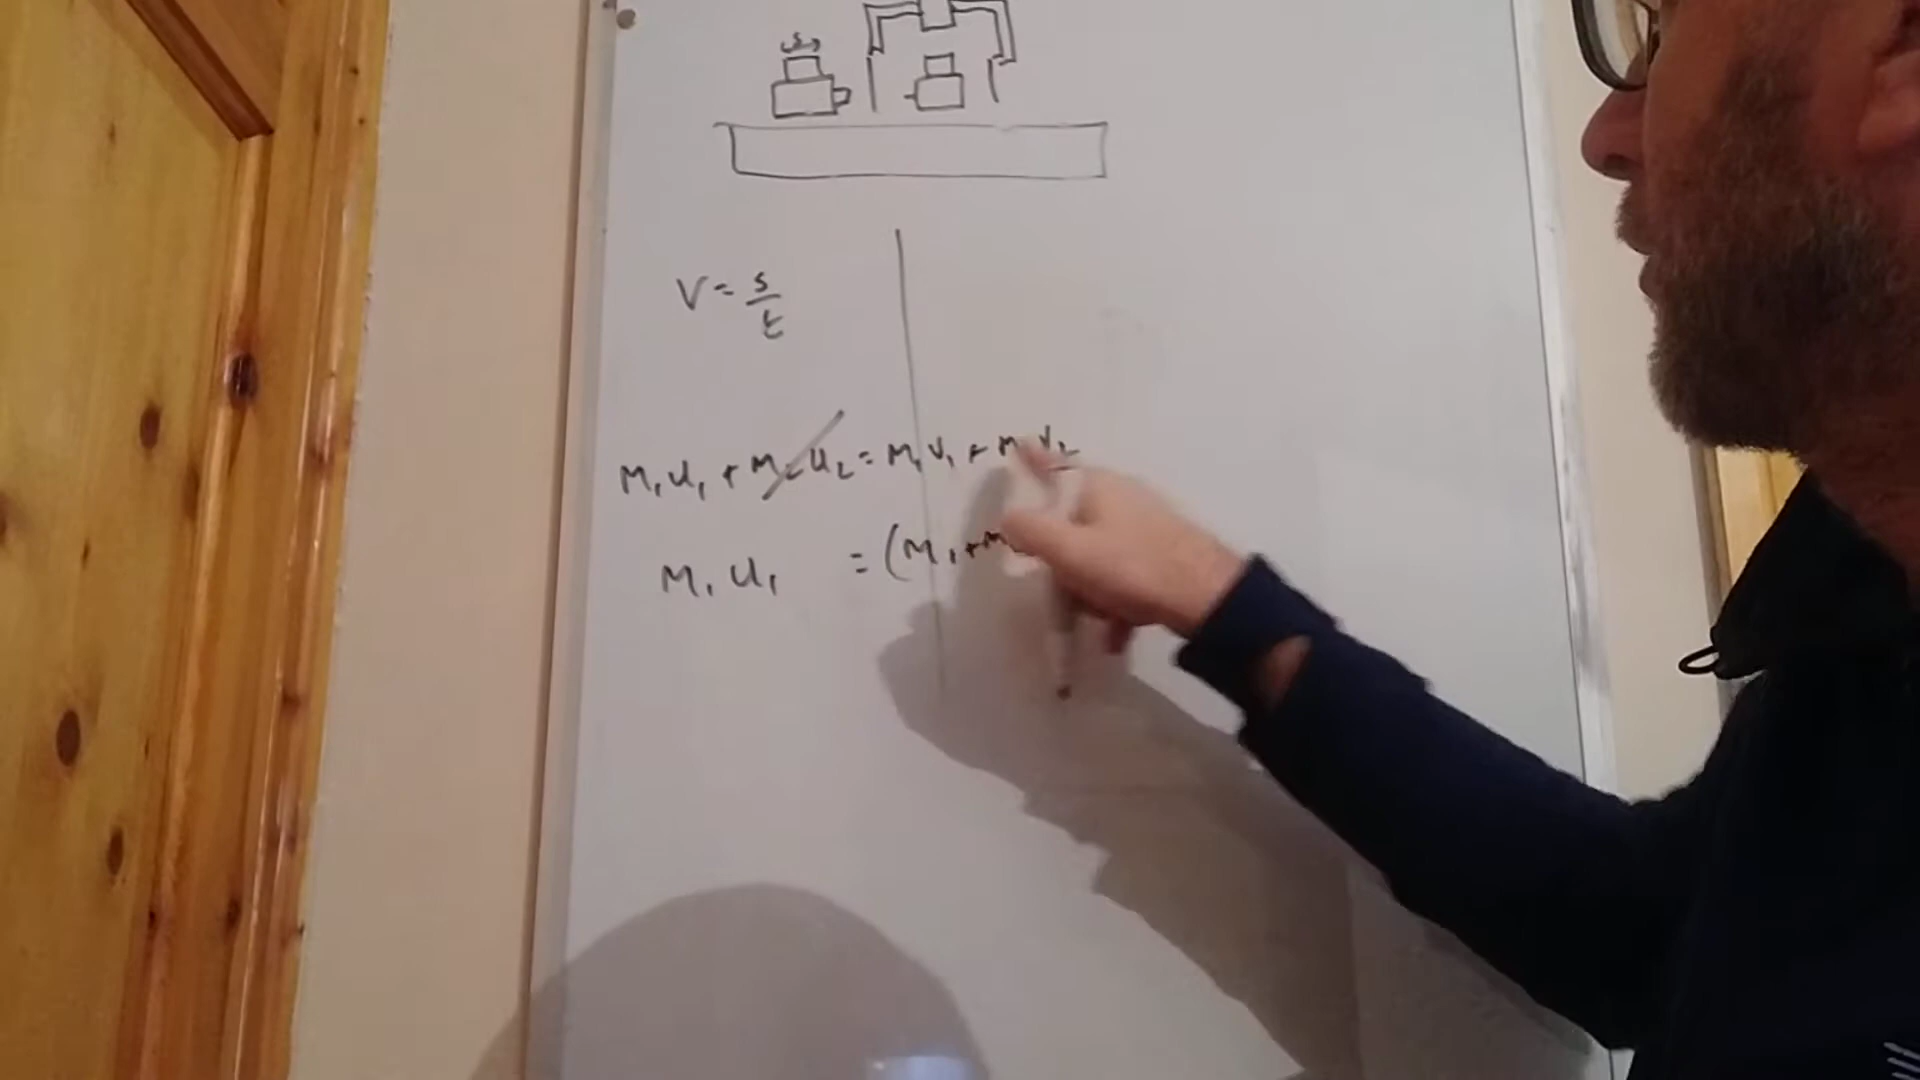 s
V = s/t
M₁U₁ + M₂U₂ = M₁V₁ + M₂V₂
M₁U₁ = (M₁+M